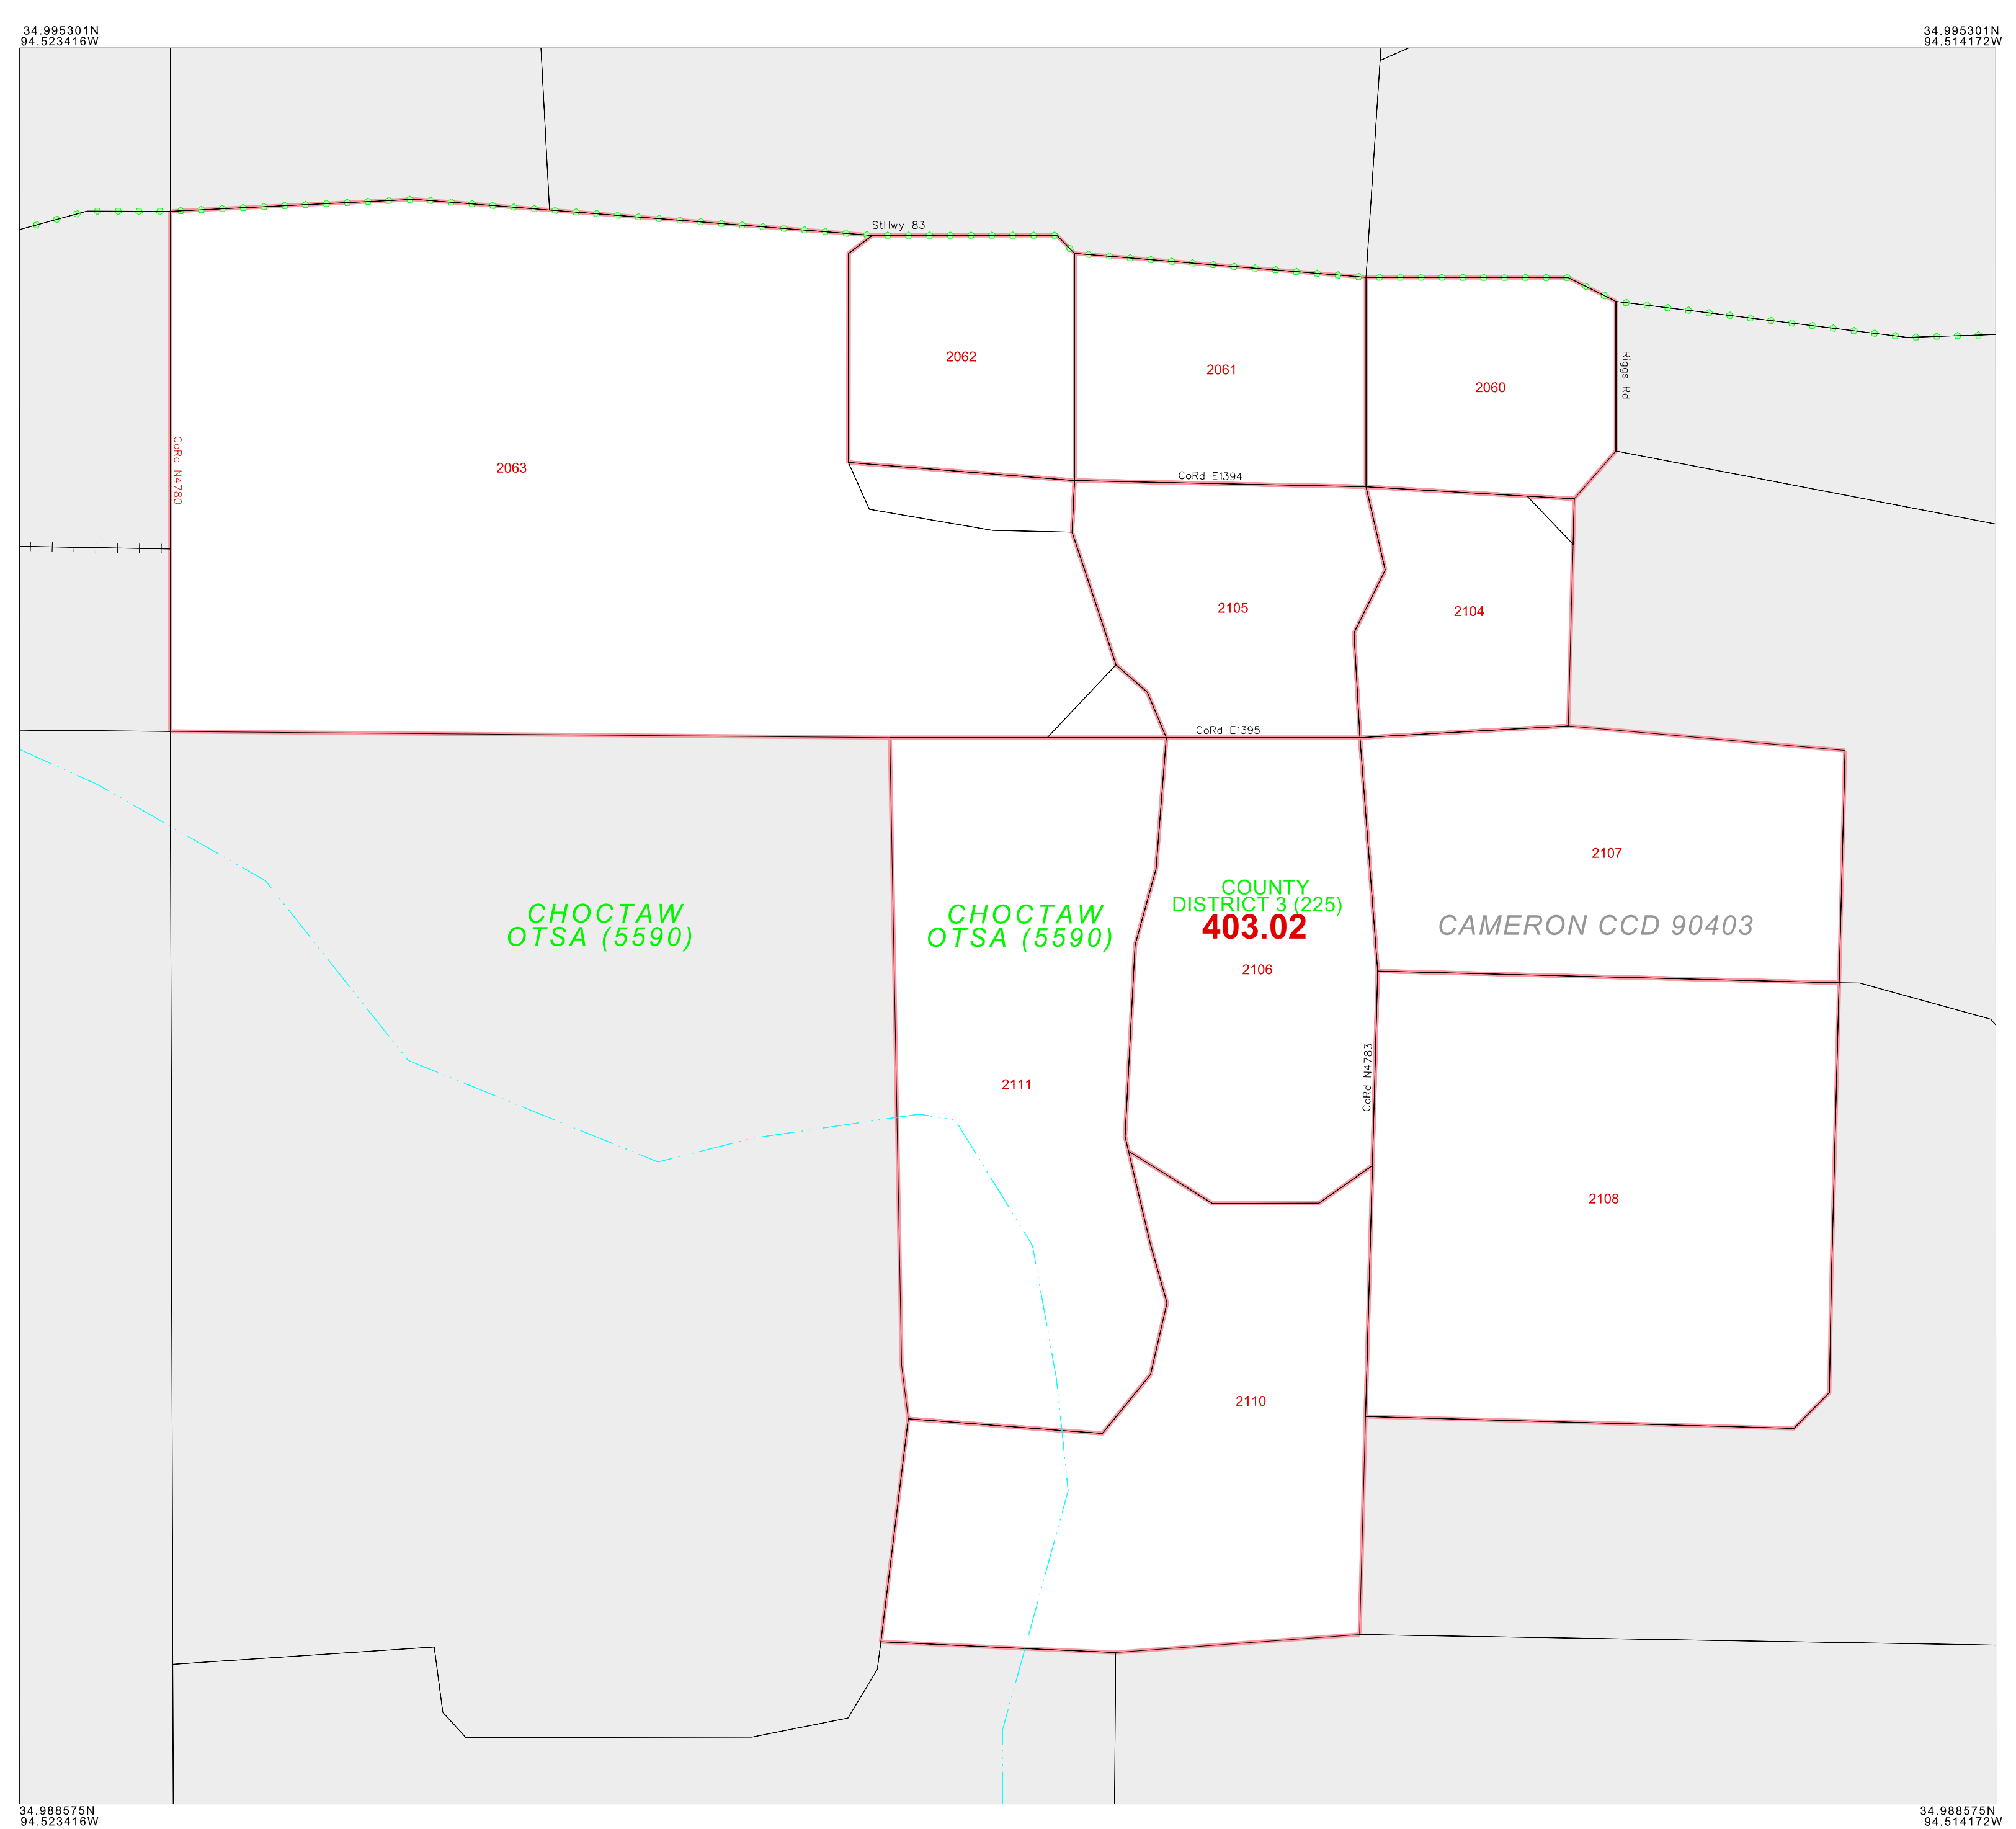 34.995301N
94.523416W
34.995301N
94.514172W
StHwy 83
2062
2061
2060
Riggs Rd
CoRd N4780
2063
CoRd E1394
2105
2104
CoRd E1395
2107
CHOCTAW
OTSA (5590)
CHOCTAW
OTSA (5590)
COUNTY
DISTRICT 3 (225)
403.02
CAMERON CCD 90403
2106
2111
CoRd N4783
2108
2110
34.988575N
94.523416W
34.988575N
94.514172W